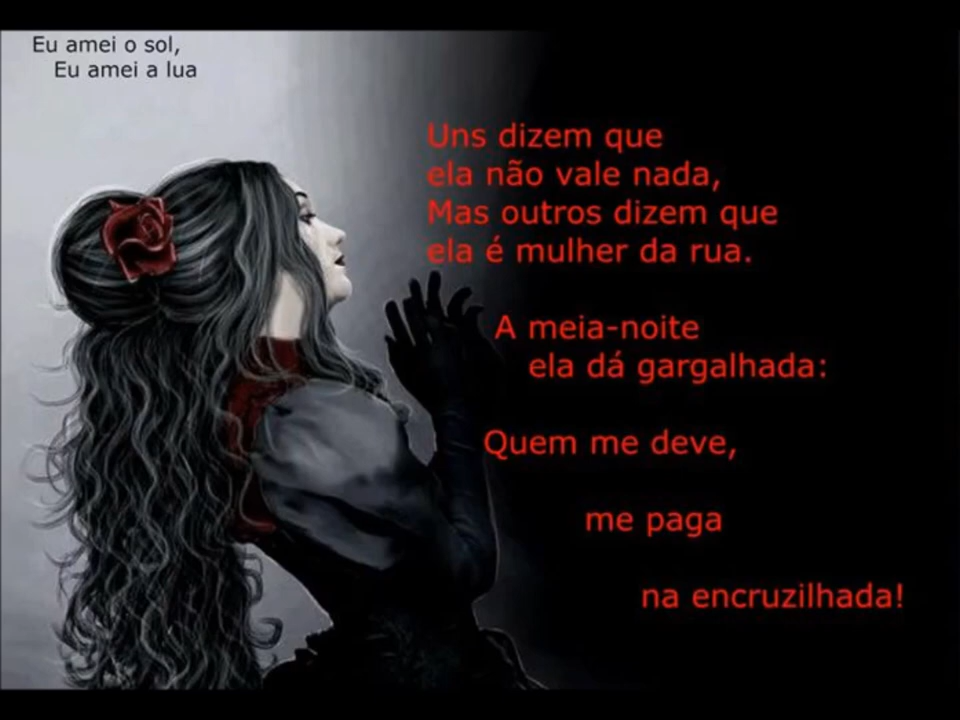 Eu amei o sol,
Eu amei a lua
Uns dizem que
ela não vale nada,
Mas outros dizem que
ela é mulher da rua.
A meia-noite
ela dá gargalhada:
Quem me deve,
me paga
na encruzilhada!